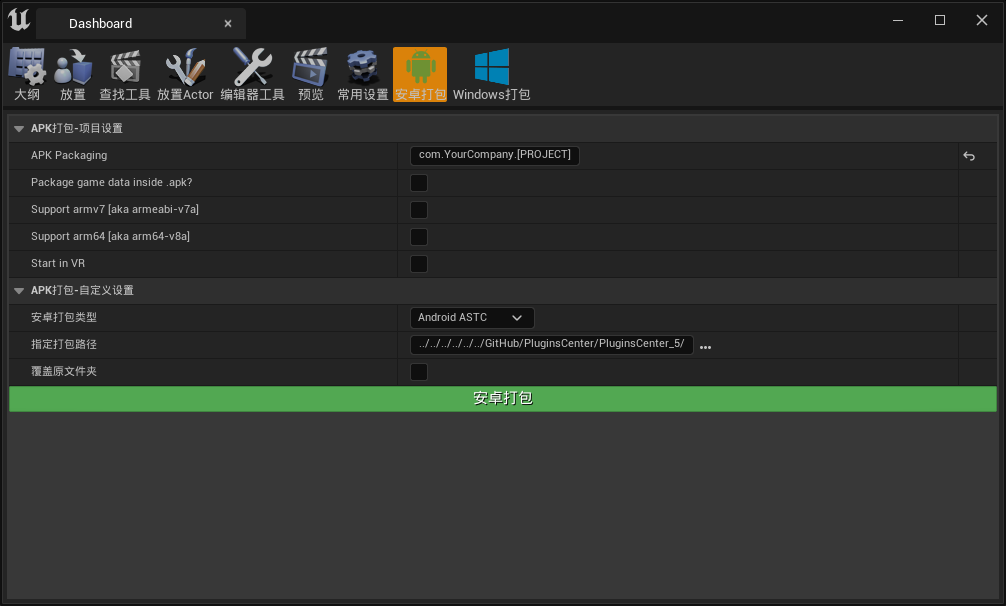 Dashboard
大纲 放置 查找工具 放置Actor 编辑器工具 预览 常用设置 安卓打包 Windows打包
APK打包-项目设置
APK Packaging com.YourCompany.[PROJECT]
Package game data inside .apk?
Support armv7 [aka armeabi-v7a]
Support arm64 [aka arm64-v8a]
Start in VR
APK打包-自定义设置
安卓打包类型 Android ASTC
指定打包路径 ../../../../../../GitHub/PluginsCenter/PluginsCenter_5/ ...
覆盖原文件夹
安卓打包